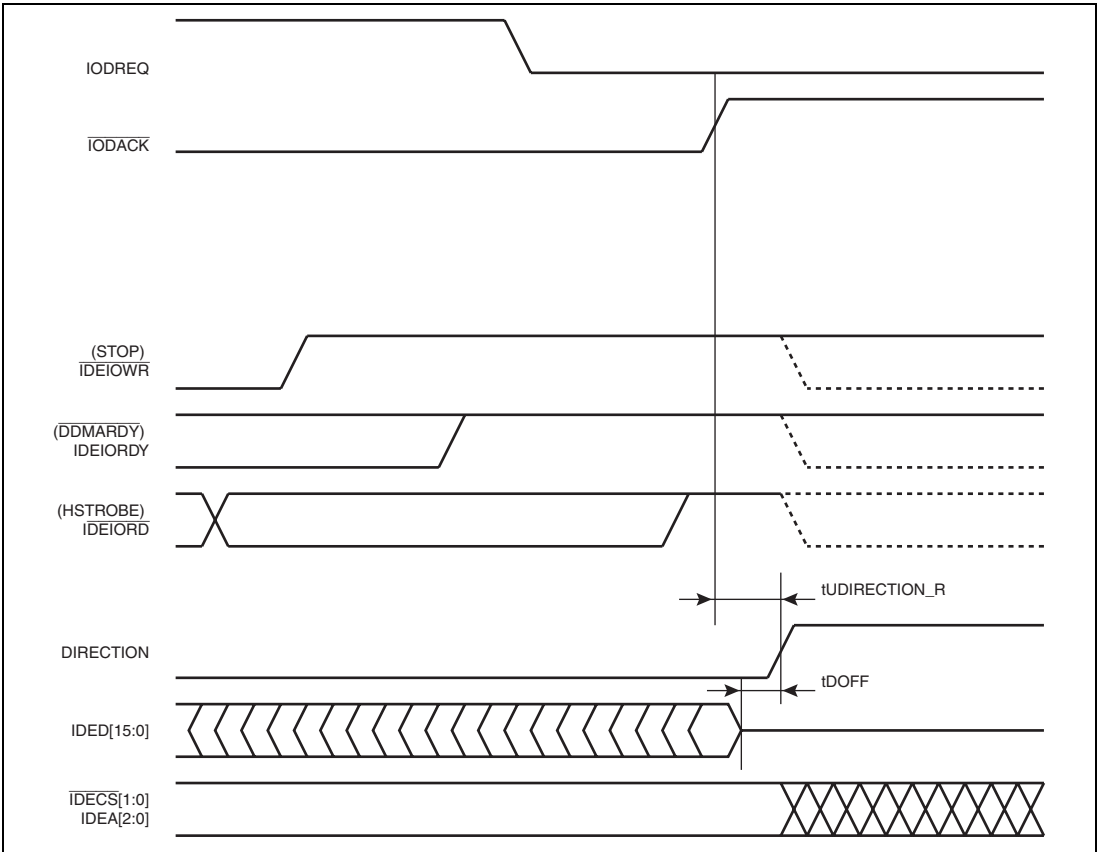 IODREQ
IODACK
(STOP)
IDEIOWR
(DDMARDY)
IDEIORDY
(HSTROBE)
IDEIORD
tUDIRECTION_R
DIRECTION
tDOFF
IDED[15:0]
IDECS[1:0]
IDEA[2:0]